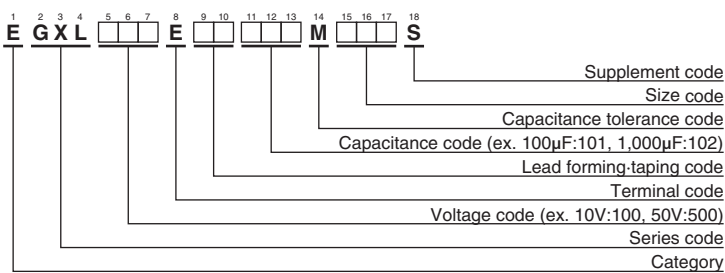 1 2 3 4 5 6 7 8 9 10 11 12 13 14 15 16 17 18
E G X L E M S
Supplement code
Size code
Capacitance tolerance code
Capacitance code (ex. 100µF:101, 1,000µF:102)
Lead forming·taping code
Terminal code
Voltage code (ex. 10V:100, 50V:500)
Series code
Category